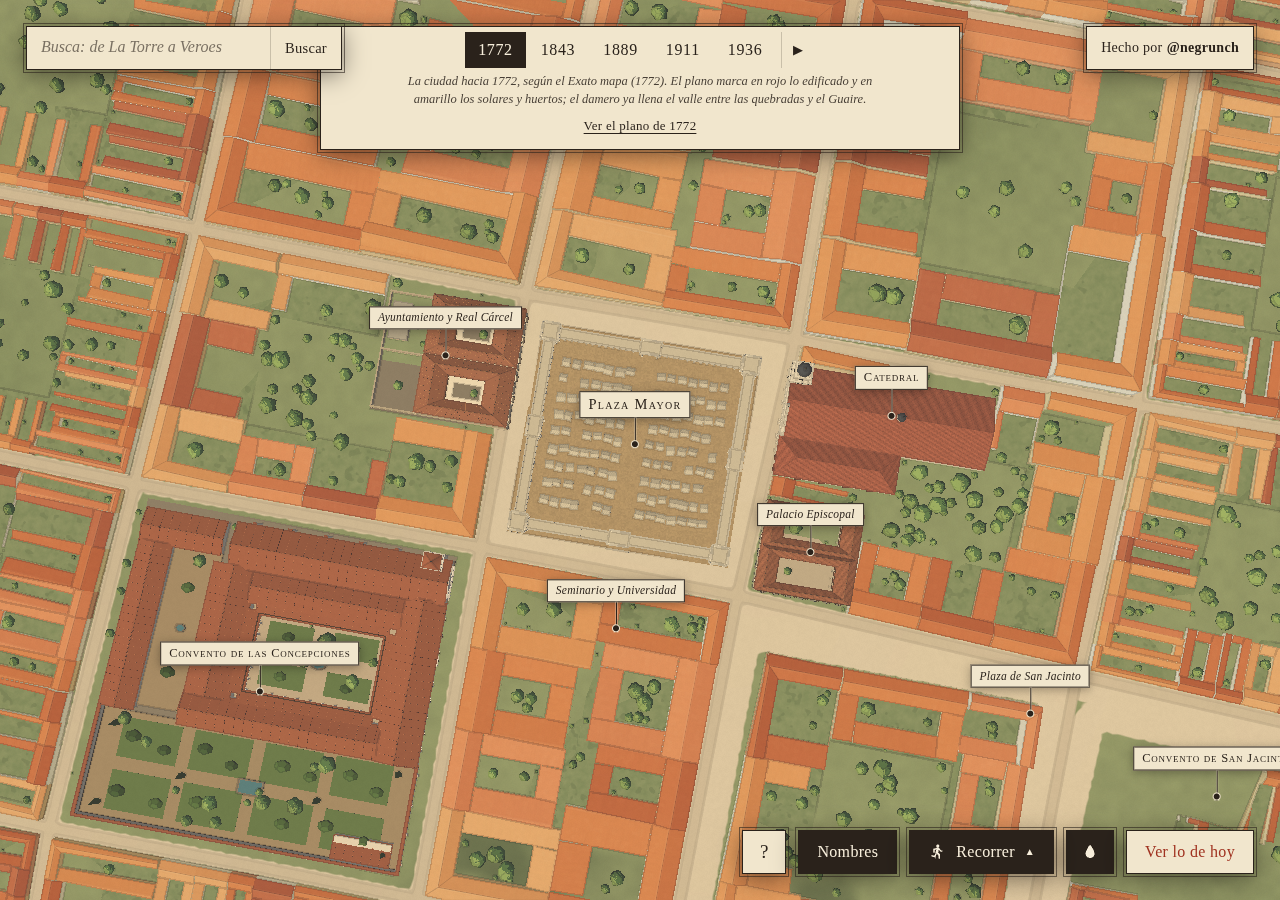 Busca: de La Torre a Veroes
Buscar
1772 1843 1889 1911 1936 ▶
La ciudad hacia 1772, según el Exato mapa (1772). El plano marca en rojo lo edificado y en
amarillo los solares y huertos; el damero ya llena el valle entre las quebradas y el Guaire.
Ver el plano de 1772
Hecho por @negrunch
Ayuntamiento y Real Cárcel
Catedral
Plaza Mayor
Palacio Episcopal
Seminario y Universidad
Convento de las Concepciones
Plaza de San Jacinto
Convento de San Jacint
?
Nombres
Recorrer ▲
Ver lo de hoy